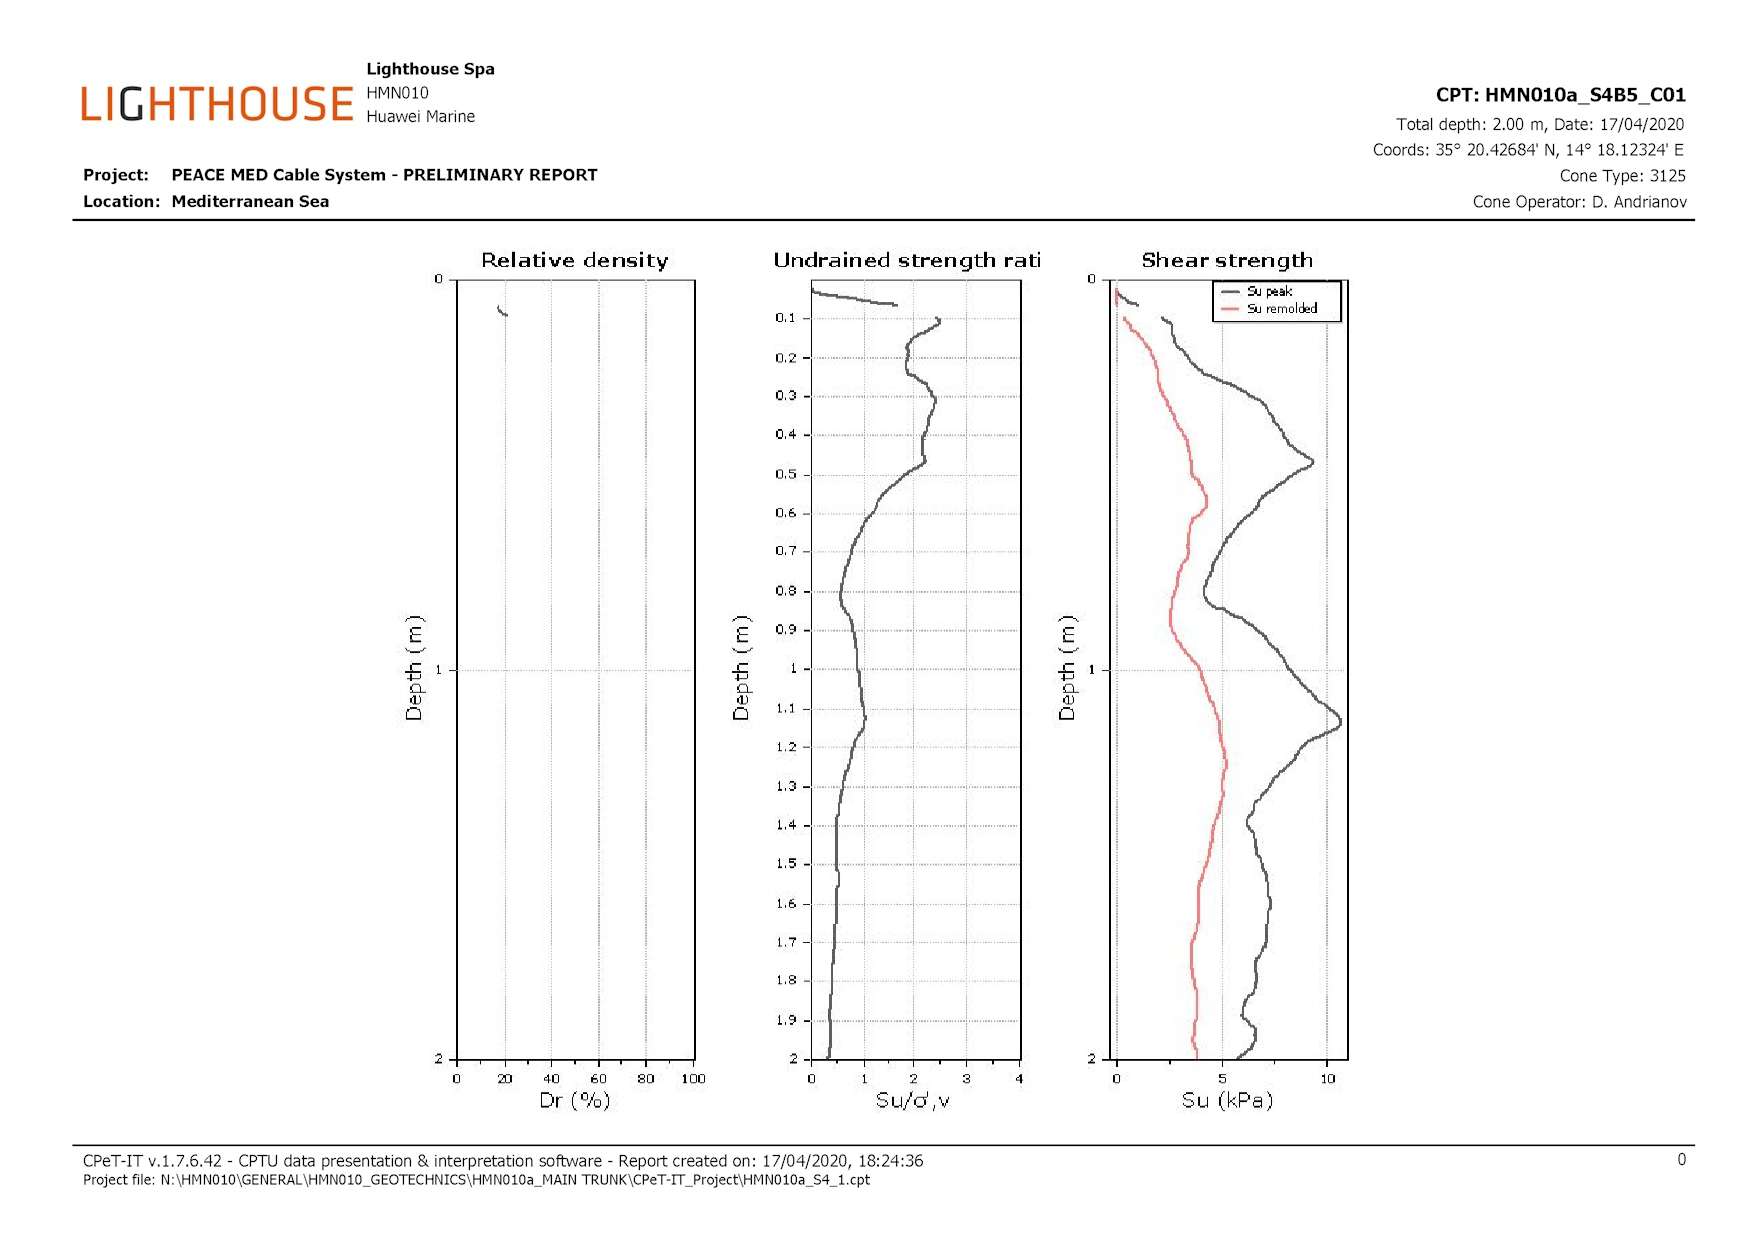 LIGHTHOUSE
Lighthouse Spa
HMN010
Huawei Marine
CPT: HMN010a_S4B5_C01
Total depth: 2.00 m, Date: 17/04/2020
Coords: 35° 20.42684' N, 14° 18.12324' E
Cone Type: 3125
Cone Operator: D. Andrianov
Project: PEACE MED Cable System - PRELIMINARY REPORT
Location: Mediterranean Sea
Relative density
0
1
2
Depth (m)
0 20 40 60 80 100
Dr (%)
Undrained strength rati
0.1
0.2
0.3
0.4
0.5
0.6
0.7
0.8
0.9
1
1.1
1.2
1.3
1.4
1.5
1.6
1.7
1.8
1.9
2
Depth (m)
0 1 2 3 4
Su/σ',v
Shear strength
Su peak
Su remolded
0
1
2
Depth (m)
0 5 10
Su (kPa)
CPeT-IT v.1.7.6.42 - CPTU data presentation & interpretation software - Report created on: 17/04/2020, 18:24:36
0
Project file: N:\HMN010\GENERAL\HMN010_GEOTECHNICS\HMN010a_MAIN TRUNK\CPeT-IT_Project\HMN010a_S4_1.cpt